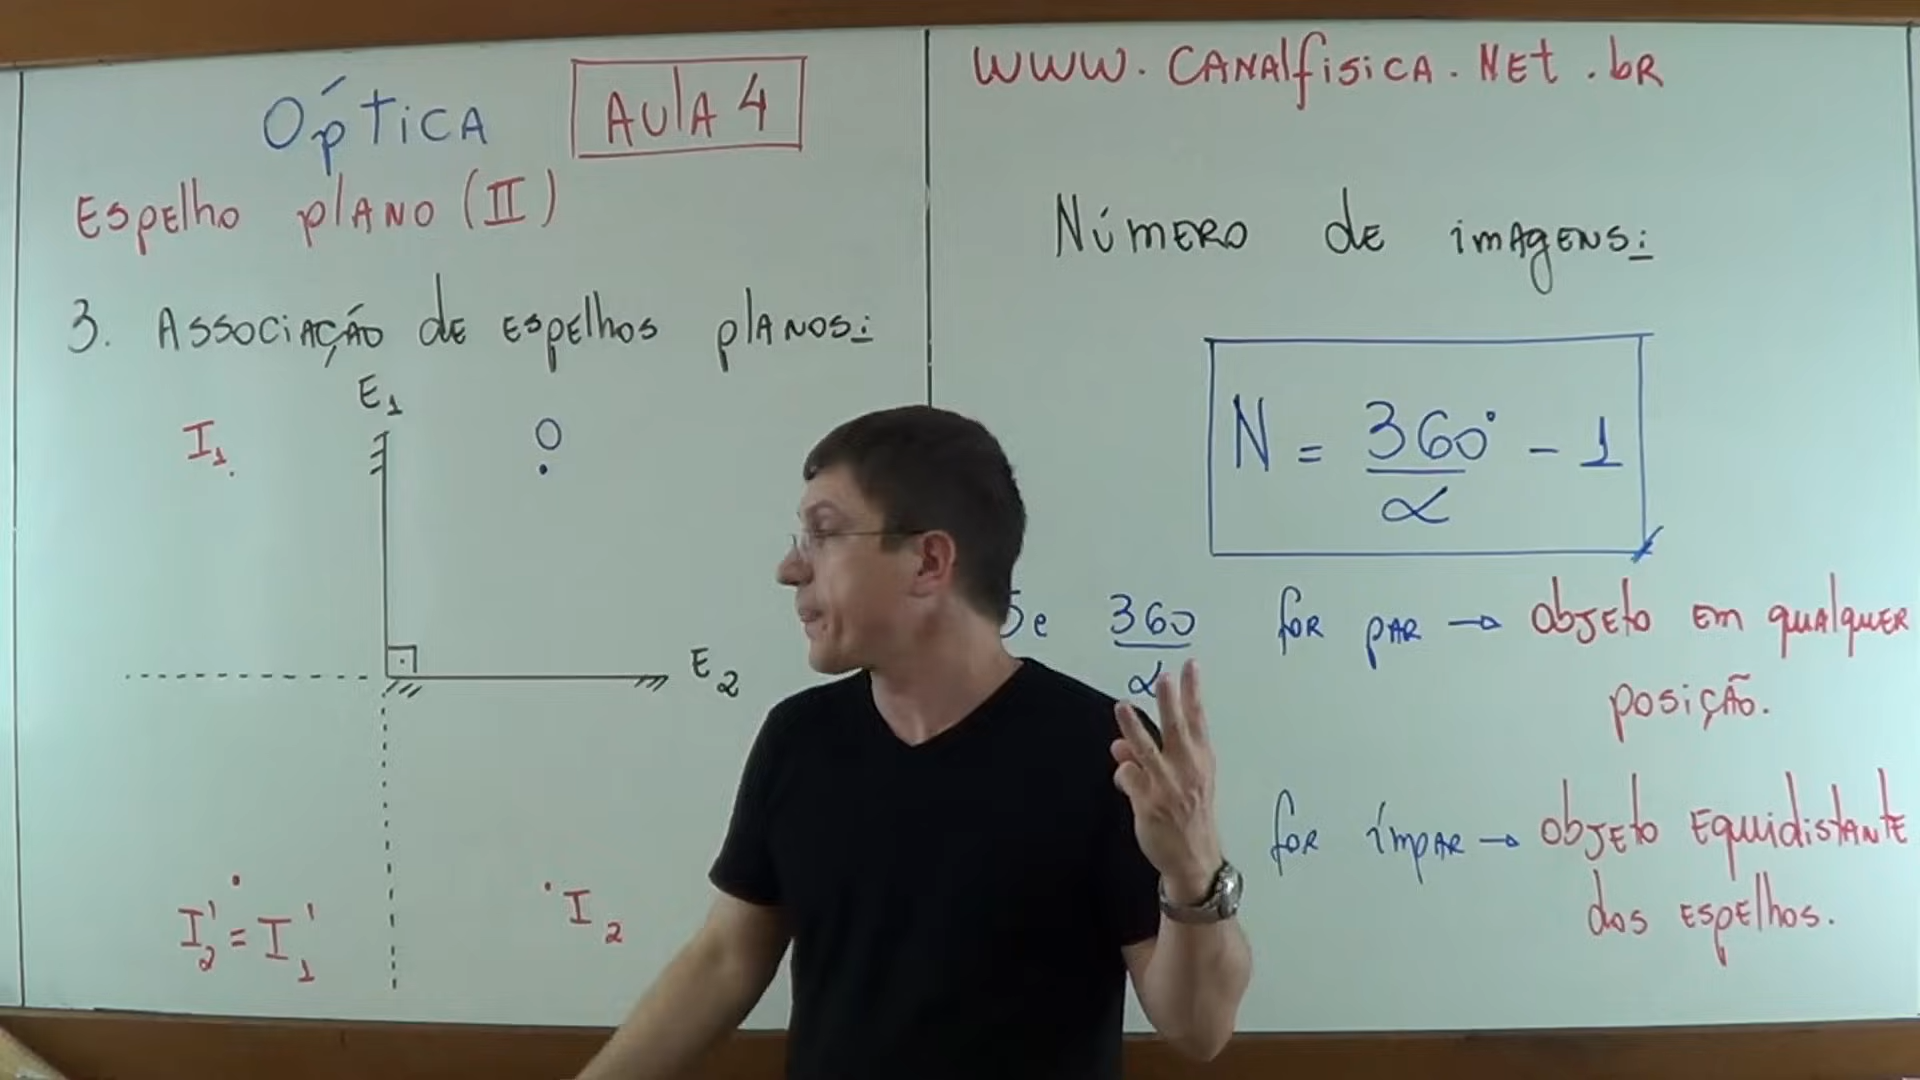 Óptica Aula 4
Espelho plano (II)
3. Associação de espelhos planos:
E1
I1
O
E2
I2' = I1'
I2
www.canalfisica.net.br
Número de imagens:
N = 360° / α - 1
Se 360 / α for par → objeto em qualquer
posição.
for ímpar → objeto equidistante
dos espelhos.